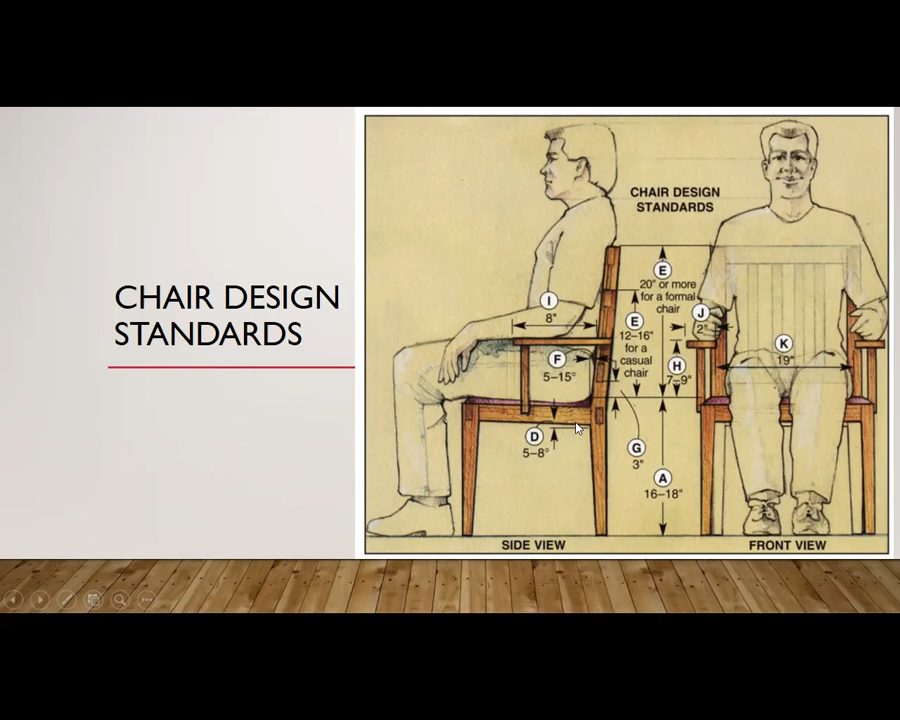 CHAIR DESIGN
STANDARDS
CHAIR DESIGN
STANDARDS
E
20" or more
for a formal
chair
I
8"
E
12–16"
for a
casual
chair
J
2"
K
19"
F
5–15°
H
7–9"
D
5–8°
G
3"
A
16–18"
SIDE VIEW
FRONT VIEW